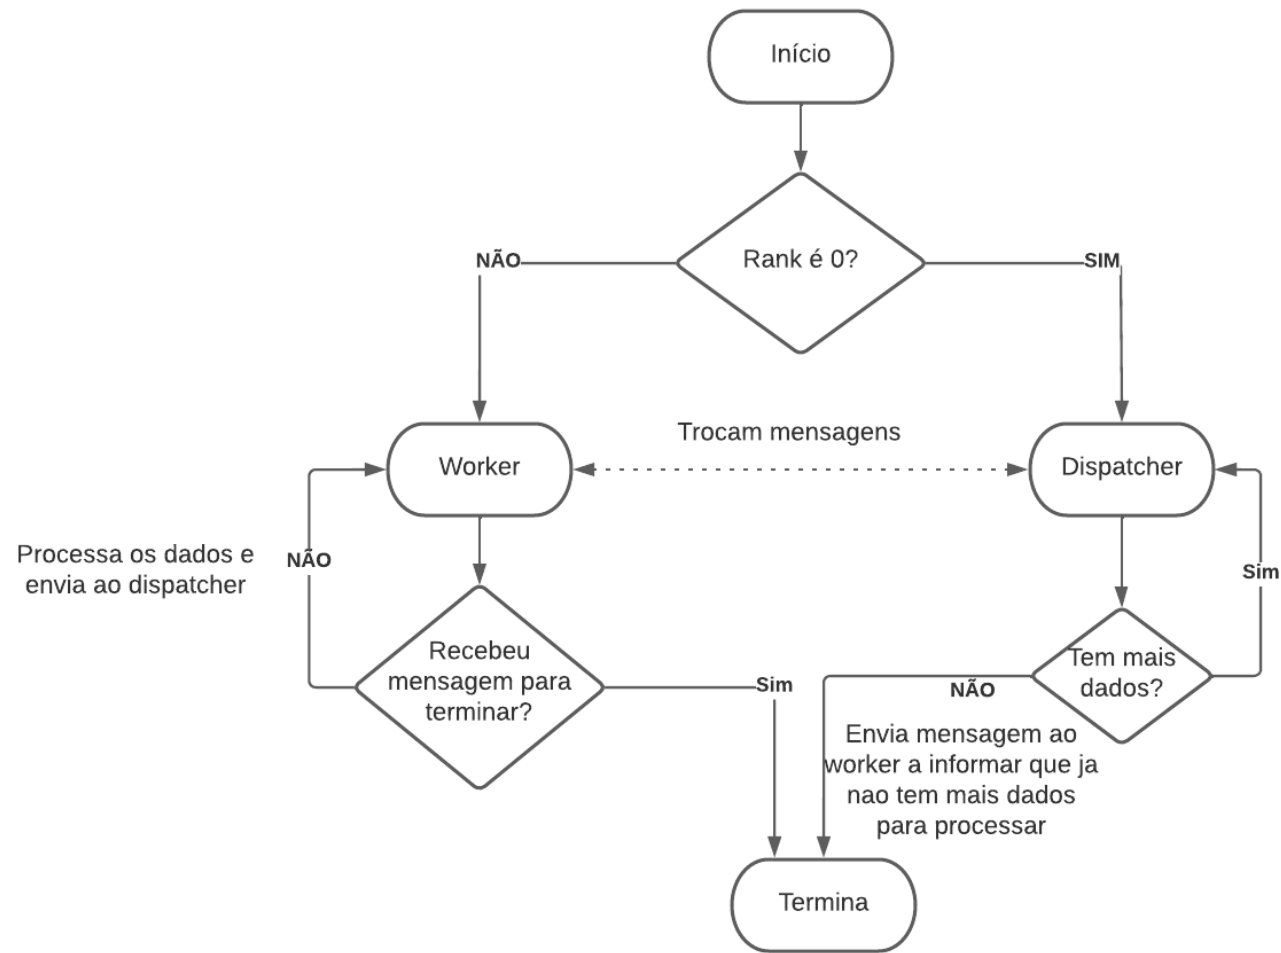 Início
Rank é 0?
NÃO
SIM
Trocam mensagens
Worker
Dispatcher
Processa os dados e
envia ao dispatcher
NÃO
Sim
Recebeu
mensagem para
terminar?
Sim
Tem mais
dados?
NÃO
Envia mensagem ao
worker a informar que ja
nao tem mais dados
para processar
Termina